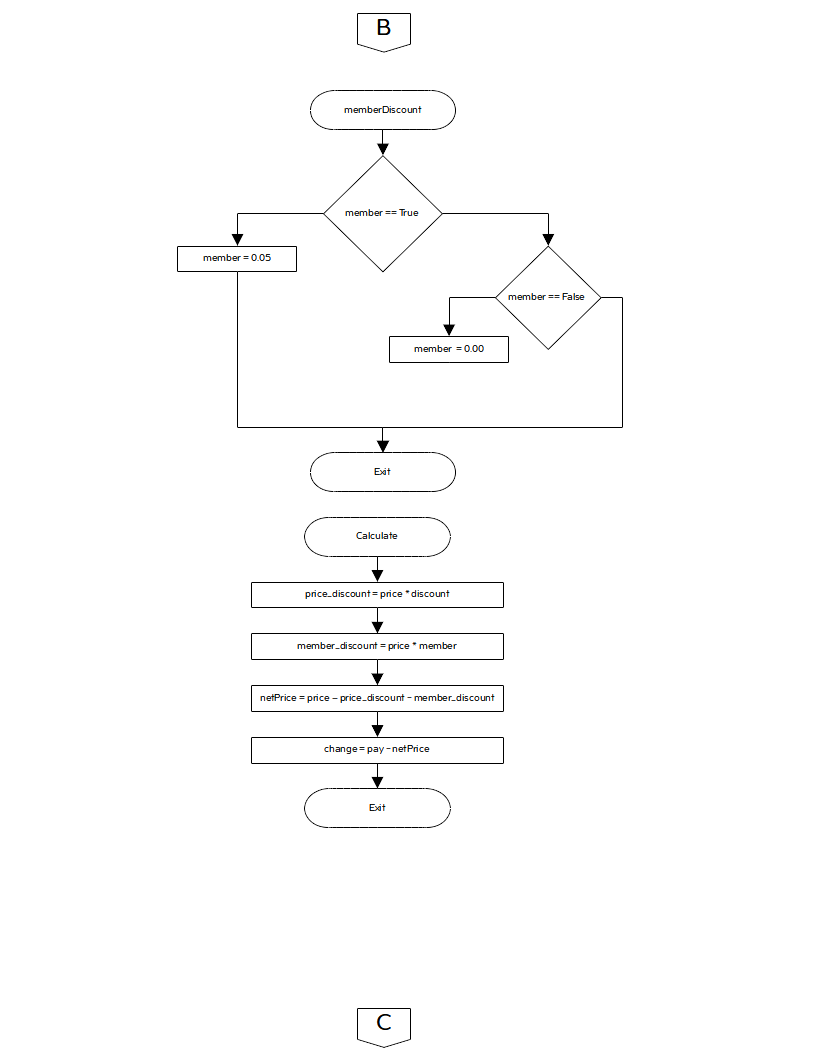 B
memberDiscount
member == True
member = 0.05
member == False
member = 0.00
Exit
Calculate
price_discount = price * discount
member_discount = price * member
netPrice = price – price_discount - member_discount
change = pay - netPrice
Exit
C